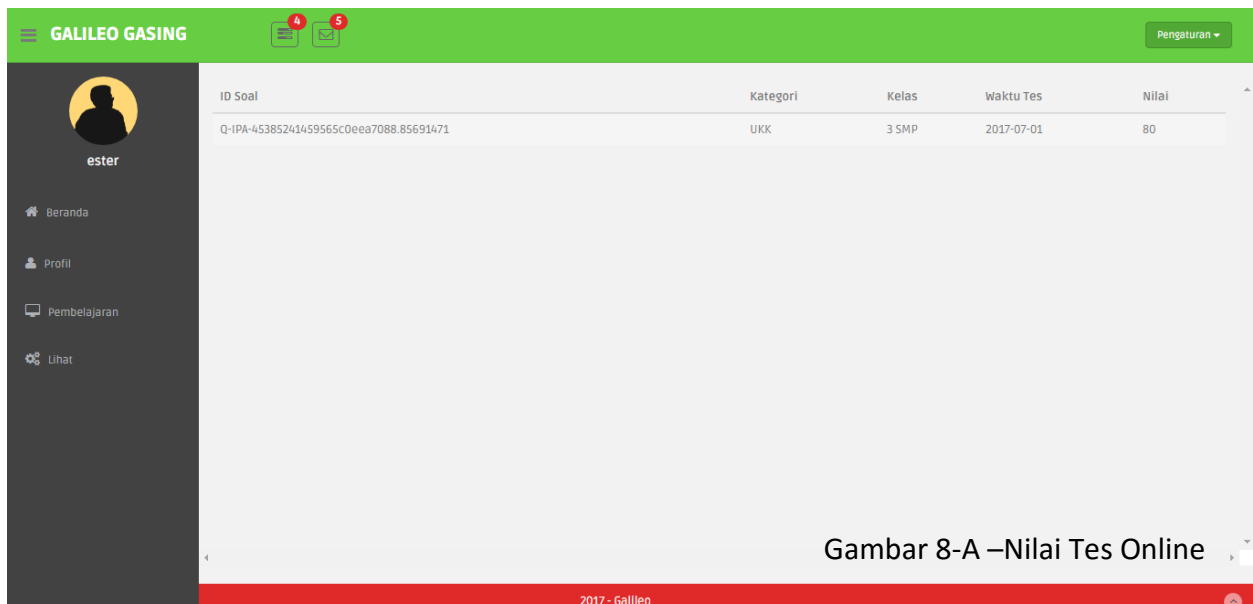 GALILEO GASING
4
5
Pengaturan
ester
Beranda
Profil
Pembelajaran
Lihat
ID Soal Kategori Kelas Waktu Tes Nilai
Q-IPA-45385241459565c0eea7088.85691471 UKK 3 SMP 2017-07-01 80
Gambar 8-A –Nilai Tes Online
2017 - Galileo